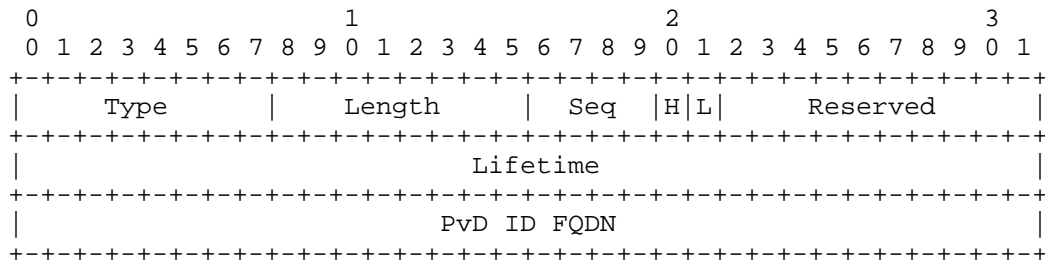 0                   1                   2                   3
 0 1 2 3 4 5 6 7 8 9 0 1 2 3 4 5 6 7 8 9 0 1 2 3 4 5 6 7 8 9 0 1
+-+-+-+-+-+-+-+-+-+-+-+-+-+-+-+-+-+-+-+-+-+-+-+-+-+-+-+-+-+-+-+-+
|     Type      |    Length     |  Seq  |H|L|     Reserved      |
+-+-+-+-+-+-+-+-+-+-+-+-+-+-+-+-+-+-+-+-+-+-+-+-+-+-+-+-+-+-+-+-+
|                            Lifetime                           |
+-+-+-+-+-+-+-+-+-+-+-+-+-+-+-+-+-+-+-+-+-+-+-+-+-+-+-+-+-+-+-+-+
|                          PvD ID FQDN                          |
+-+-+-+-+-+-+-+-+-+-+-+-+-+-+-+-+-+-+-+-+-+-+-+-+-+-+-+-+-+-+-+-+